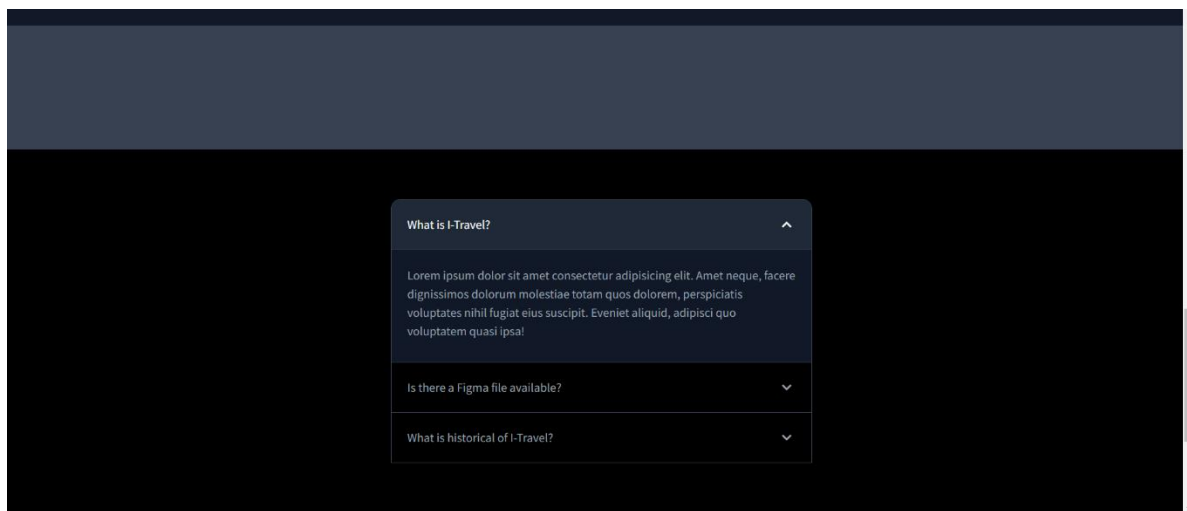 What is I-Travel?
Lorem ipsum dolor sit amet consectetur adipisicing elit. Amet neque, facere
dignissimos dolorum molestiae totam quos dolorem, perspiciatis
voluptates nihil fugiat eius suscipit. Eveniet aliquid, adipisci quo
voluptatem quasi ipsa!
Is there a Figma file available?
What is historical of I-Travel?